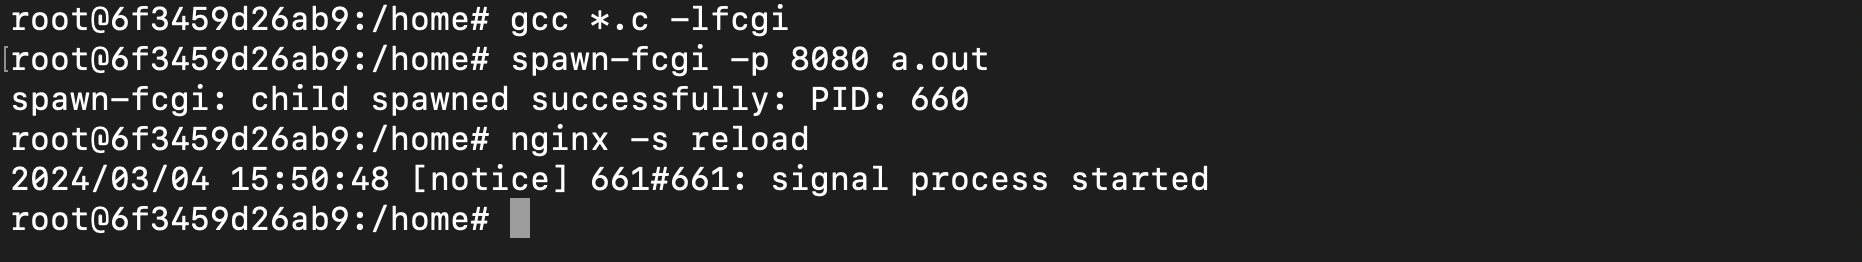 root@6f3459d26ab9:/home# gcc *.c -lfcgi
[root@6f3459d26ab9:/home# spawn-fcgi -p 8080 a.out
spawn-fcgi: child spawned successfully: PID: 660
root@6f3459d26ab9:/home# nginx -s reload
2024/03/04 15:50:48 [notice] 661#661: signal process started
root@6f3459d26ab9:/home#